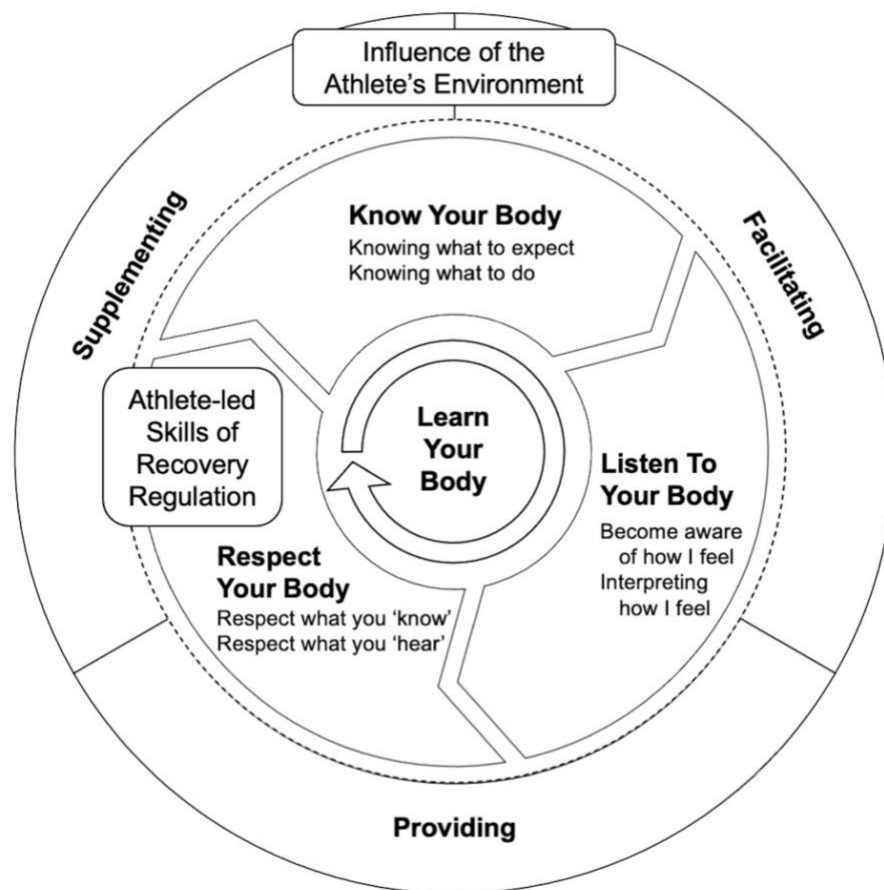 Influence of the
Athlete's Environment
Supplementing
Facilitating
Know Your Body
Knowing what to expect
Knowing what to do
Athlete-led
Skills of
Recovery
Regulation
Learn
Your
Body
Listen To
Your Body
Become aware
of how I feel
Interpreting
how I feel
Respect
Your Body
Respect what you ‘know’
Respect what you ‘hear’
Providing